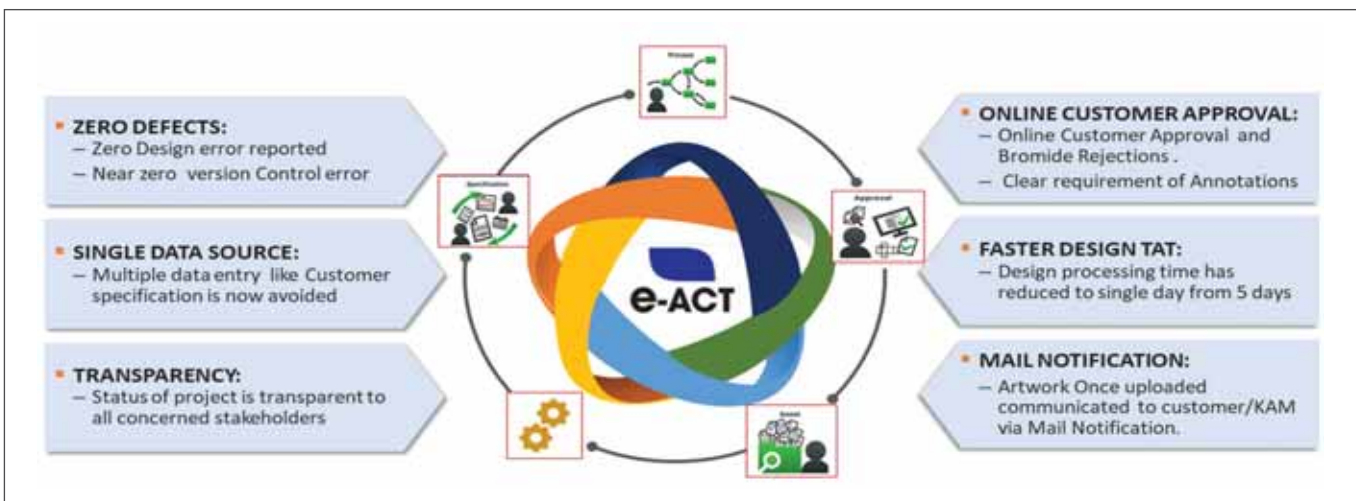 Process
ZERO DEFECTS:
– Zero Design error reported
– Near zero version Control error
SINGLE DATA SOURCE:
– Multiple data entry like Customer
specification is now avoided
TRANSPARENCY:
– Status of project is transparent to
all concerned stakeholders
Specification
Approval
e-ACT
ONLINE CUSTOMER APPROVAL:
– Online Customer Approval and
Bromide Rejections .
– Clear requirement of Annotations
FASTER DESIGN TAT:
– Design processing time has
reduced to single day from 5 days
MAIL NOTIFICATION:
– Artwork Once uploaded
communicated to customer/KAM
via Mail Notification.